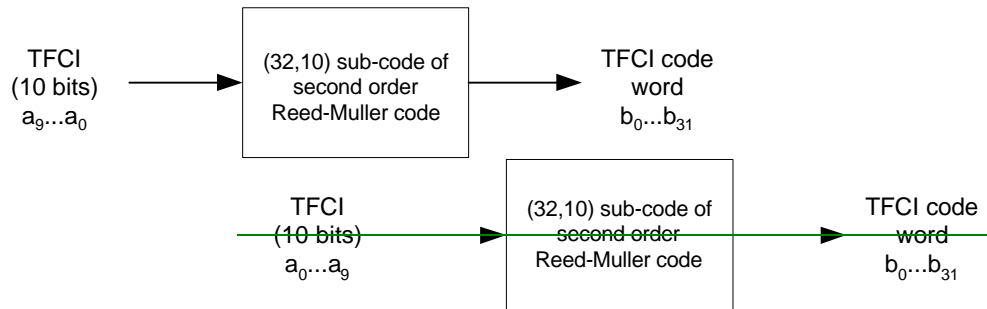 TFCI
(10 bits)
a9...a0
(32,10) sub-code of
second order
Reed-Muller code
TFCI code
word
b0...b31
TFCI
(10 bits)
a0...a9
(32,10) sub-code of
second order
Reed-Muller code
TFCI code
word
b0...b31